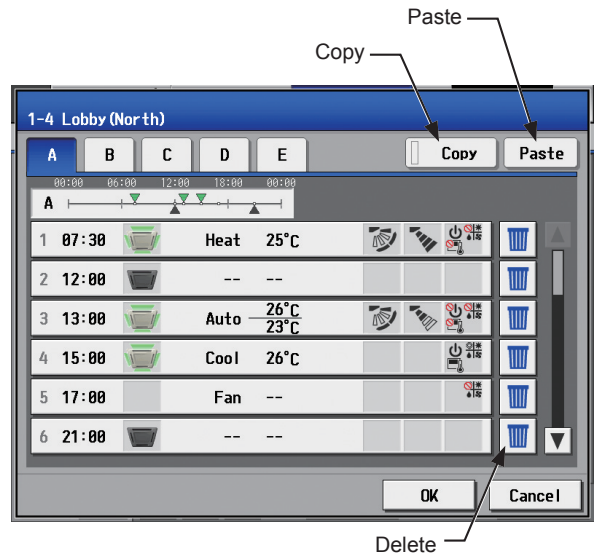 Paste
Copy
1-4 Lobby(North)
A B C D E Copy Paste
00:00 06:00 12:00 18:00 00:00
A
1 07:30 Heat 25°C
2 12:00 -- --
3 13:00 Auto 26°C
23°C
4 15:00 Cool 26°C
5 17:00 Fan --
6 21:00 -- --
OK Cancel
Delete